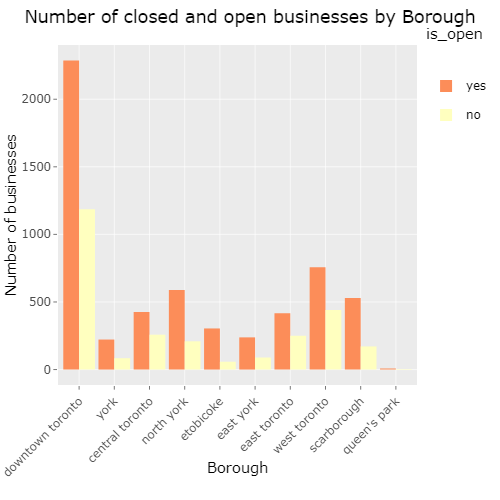 Number of closed and open businesses by Borough
is_open
yes
no
Number of businesses
2000
1500
1000
500
0
downtown toronto
york
central toronto
north york
etobicoke
east york
east toronto
west toronto
scarborough
queen's park
Borough